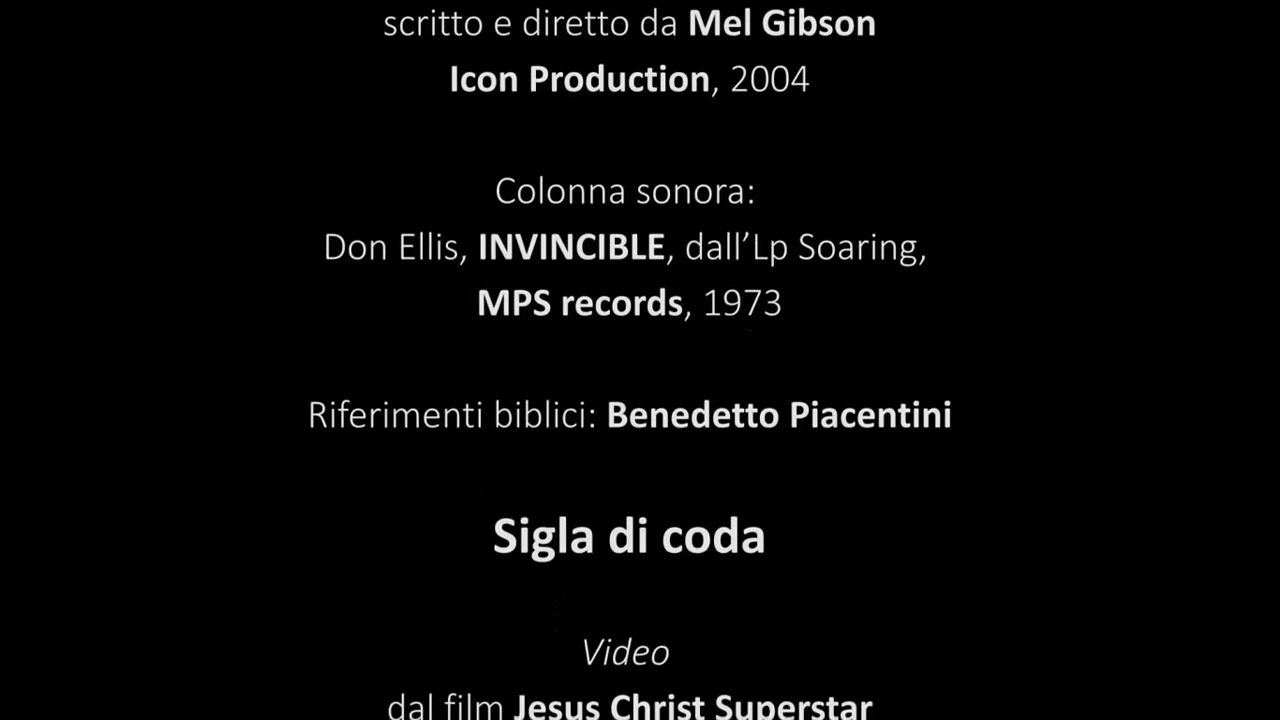 scritto e diretto da Mel Gibson
Icon Production, 2004
Colonna sonora:
Don Ellis, INVINCIBLE, dall’Lp Soaring,
MPS records, 1973
Riferimenti biblici: Benedetto Piacentini
Sigla di coda
Video
dal film Jesus Christ Superstar